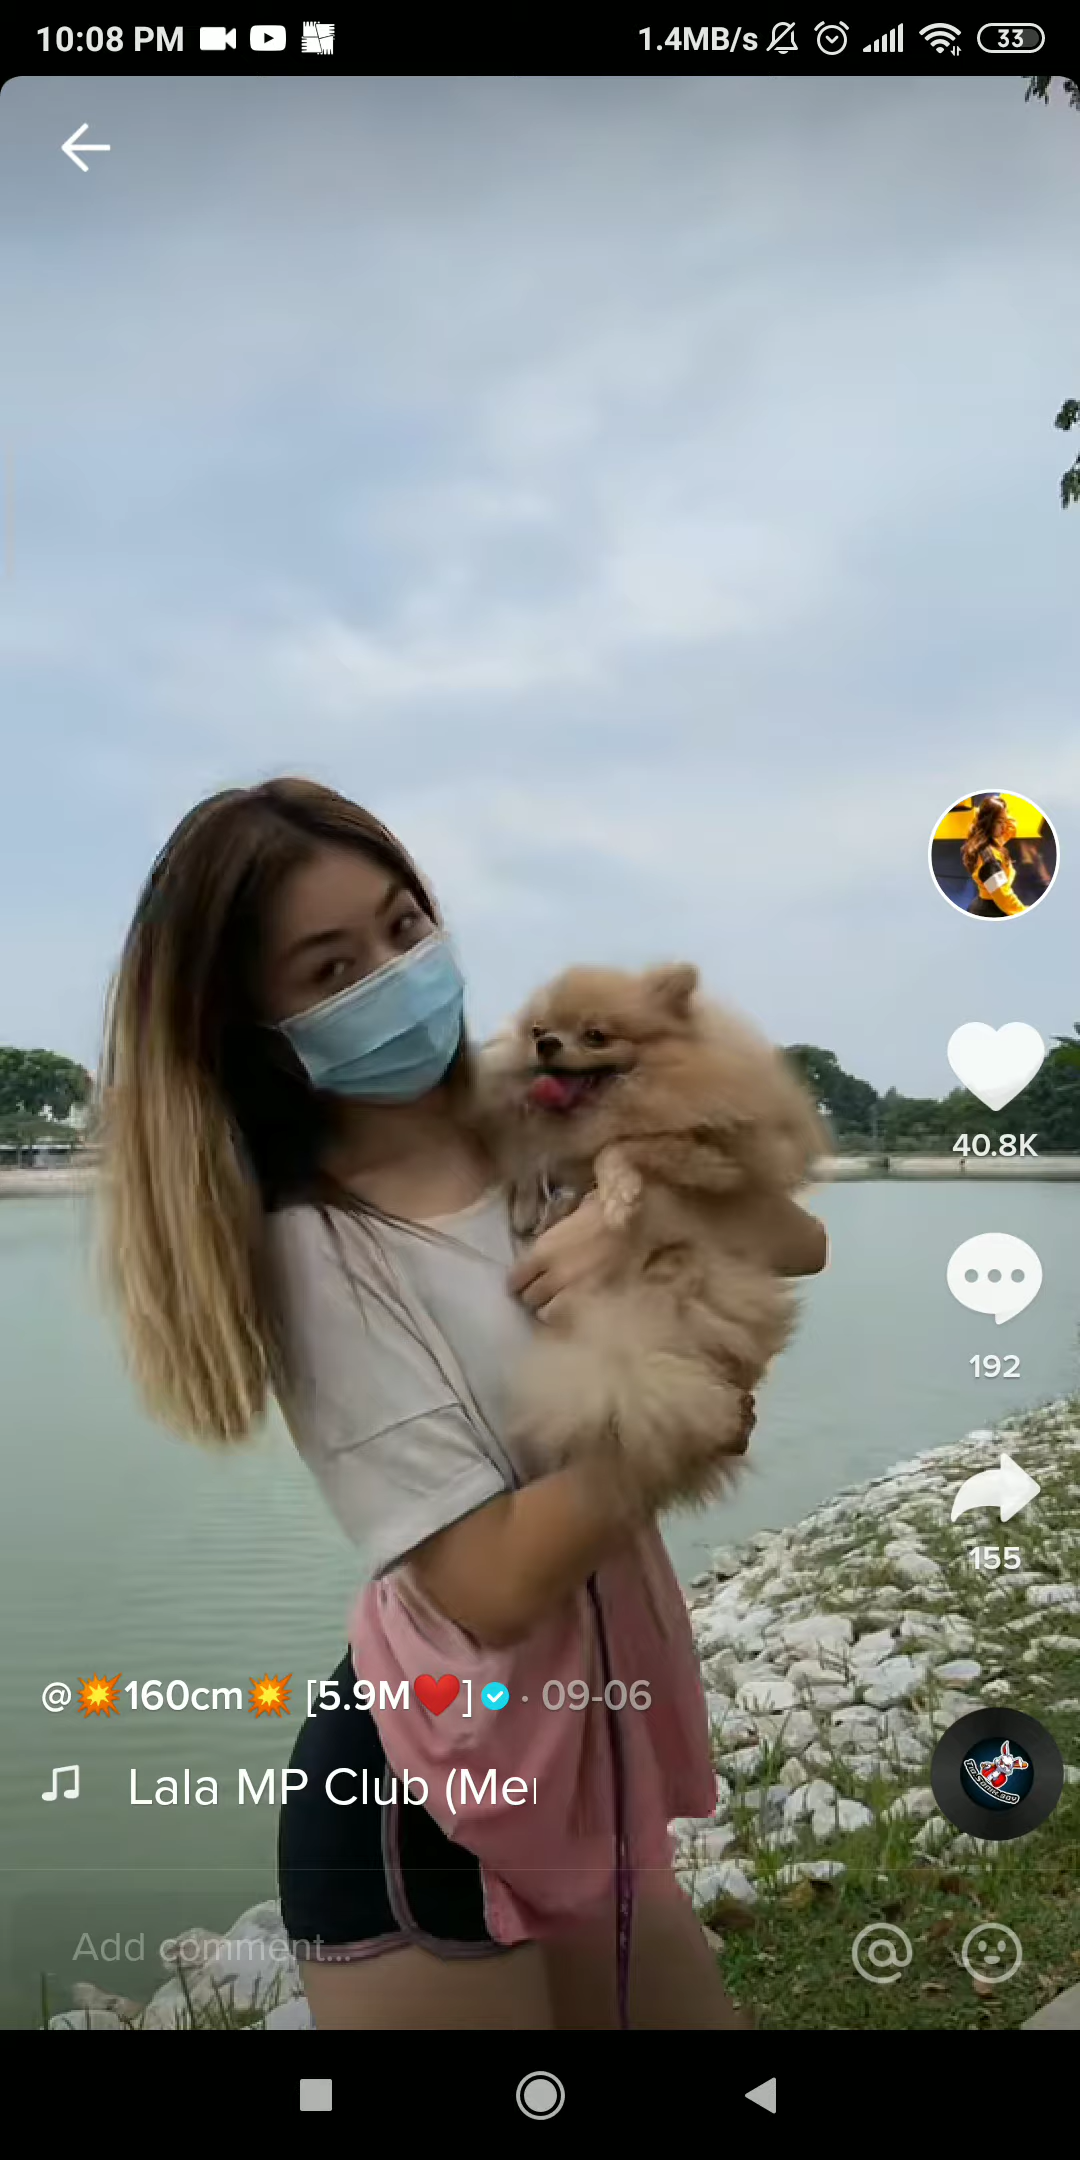 10:08 PM 1.4MB/s 33
40.8K
192
155
@💥160cm💥 [5.9M❤️] · 09-06
Lala MP Club (Me
Add comment...